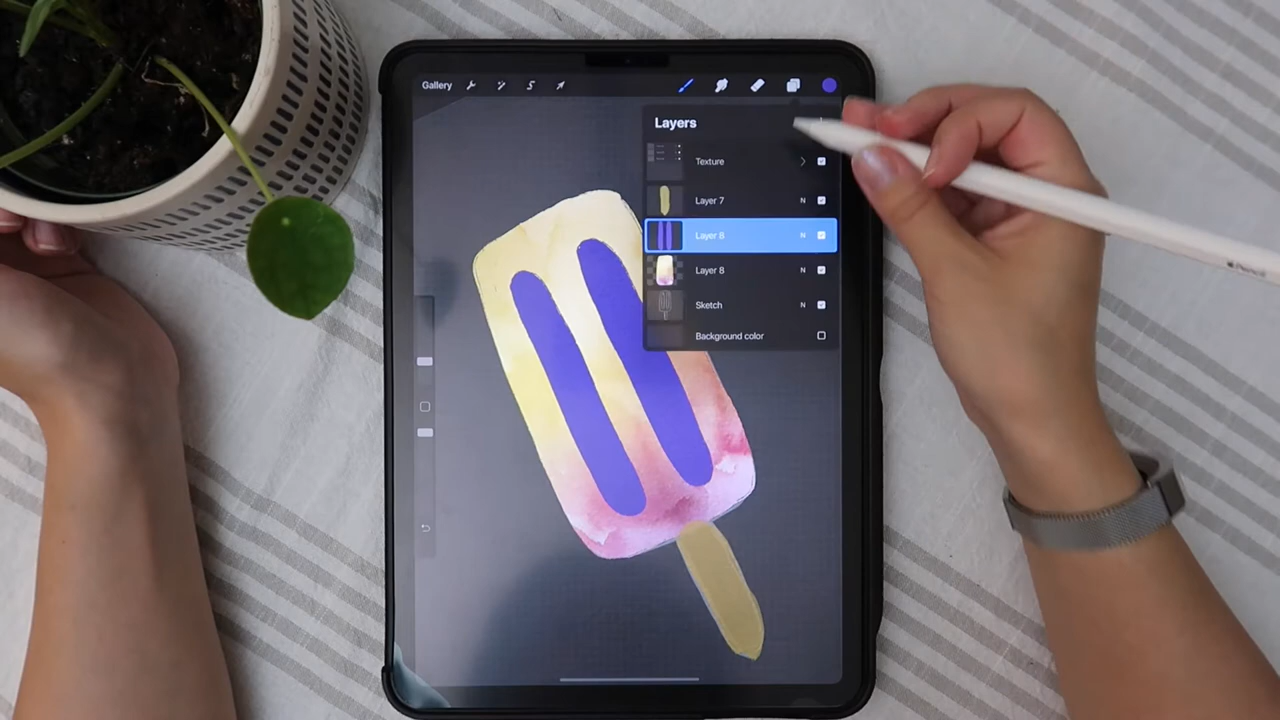 Gallery
Layers
Texture
Layer 7 N
Layer 8 N
Layer 8 N
Sketch N
Background color